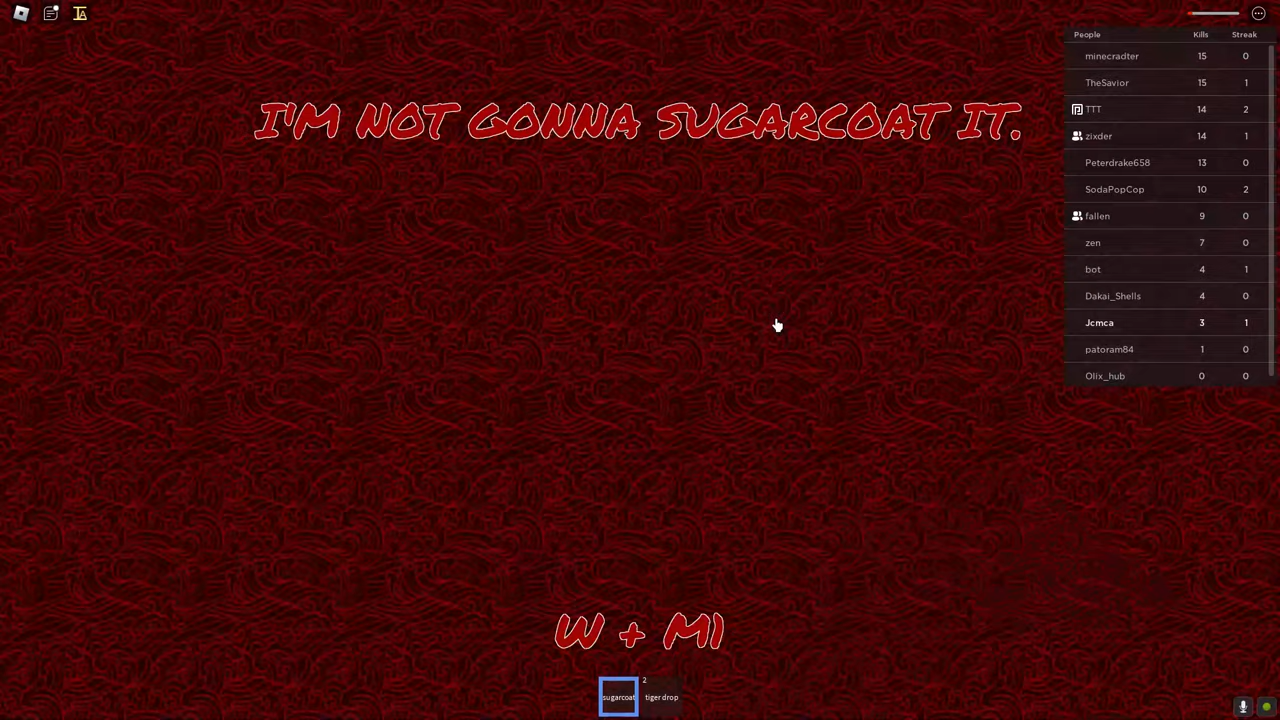 People Kills Streak
minecradter 15 0
TheSavior 15 1
TTT 14 2
zixder 14 1
Peterdrake658 13 0
SodaPopCop 10 2
fallen 9 0
zen 7 0
bot 4 1
Dakai_Shells 4 0
Jcmca 3 1
patoram84 1 0
Olix_hub 0 0
I'M NOT GONNA SUGARCOAT IT.
W + M1
2
sugarcoat tiger drop